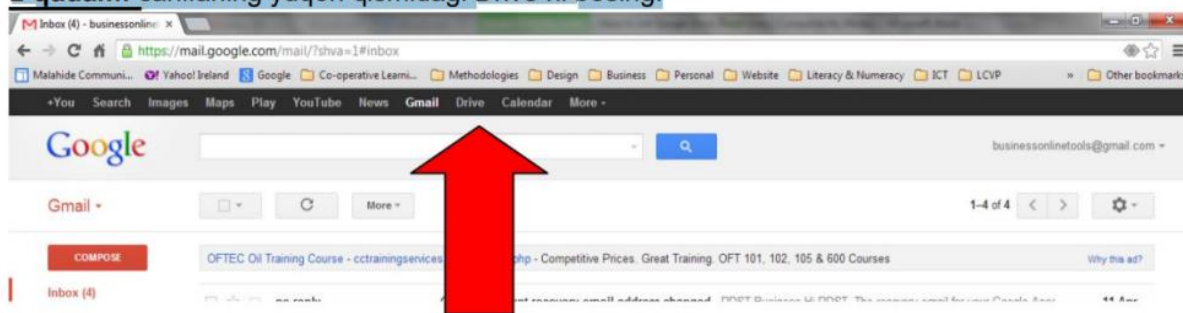 sahifaning yuqori qismidagi Drive ni bosing.
Inbox (4) - businessonline
https://mail.google.com/mail/?shva=1#inbox
Malahide Communi... Yahoo! Ireland Google Co-operative Learni... Methodologies Design Business Personal Website Literacy & Numeracy ICT LCVP » Other bookmarks
+You Search Images Maps Play YouTube News Gmail Drive Calendar More
Google businessonlinetools@gmail.com
Gmail More 1–4 of 4
COMPOSE OFTEC Oil Training Course - cctrainingservices. php - Competitive Prices. Great Training. OFT 101, 102, 105 & 600 Courses Why this ad?
Inbox (4) recovery email address changed 11 Apr